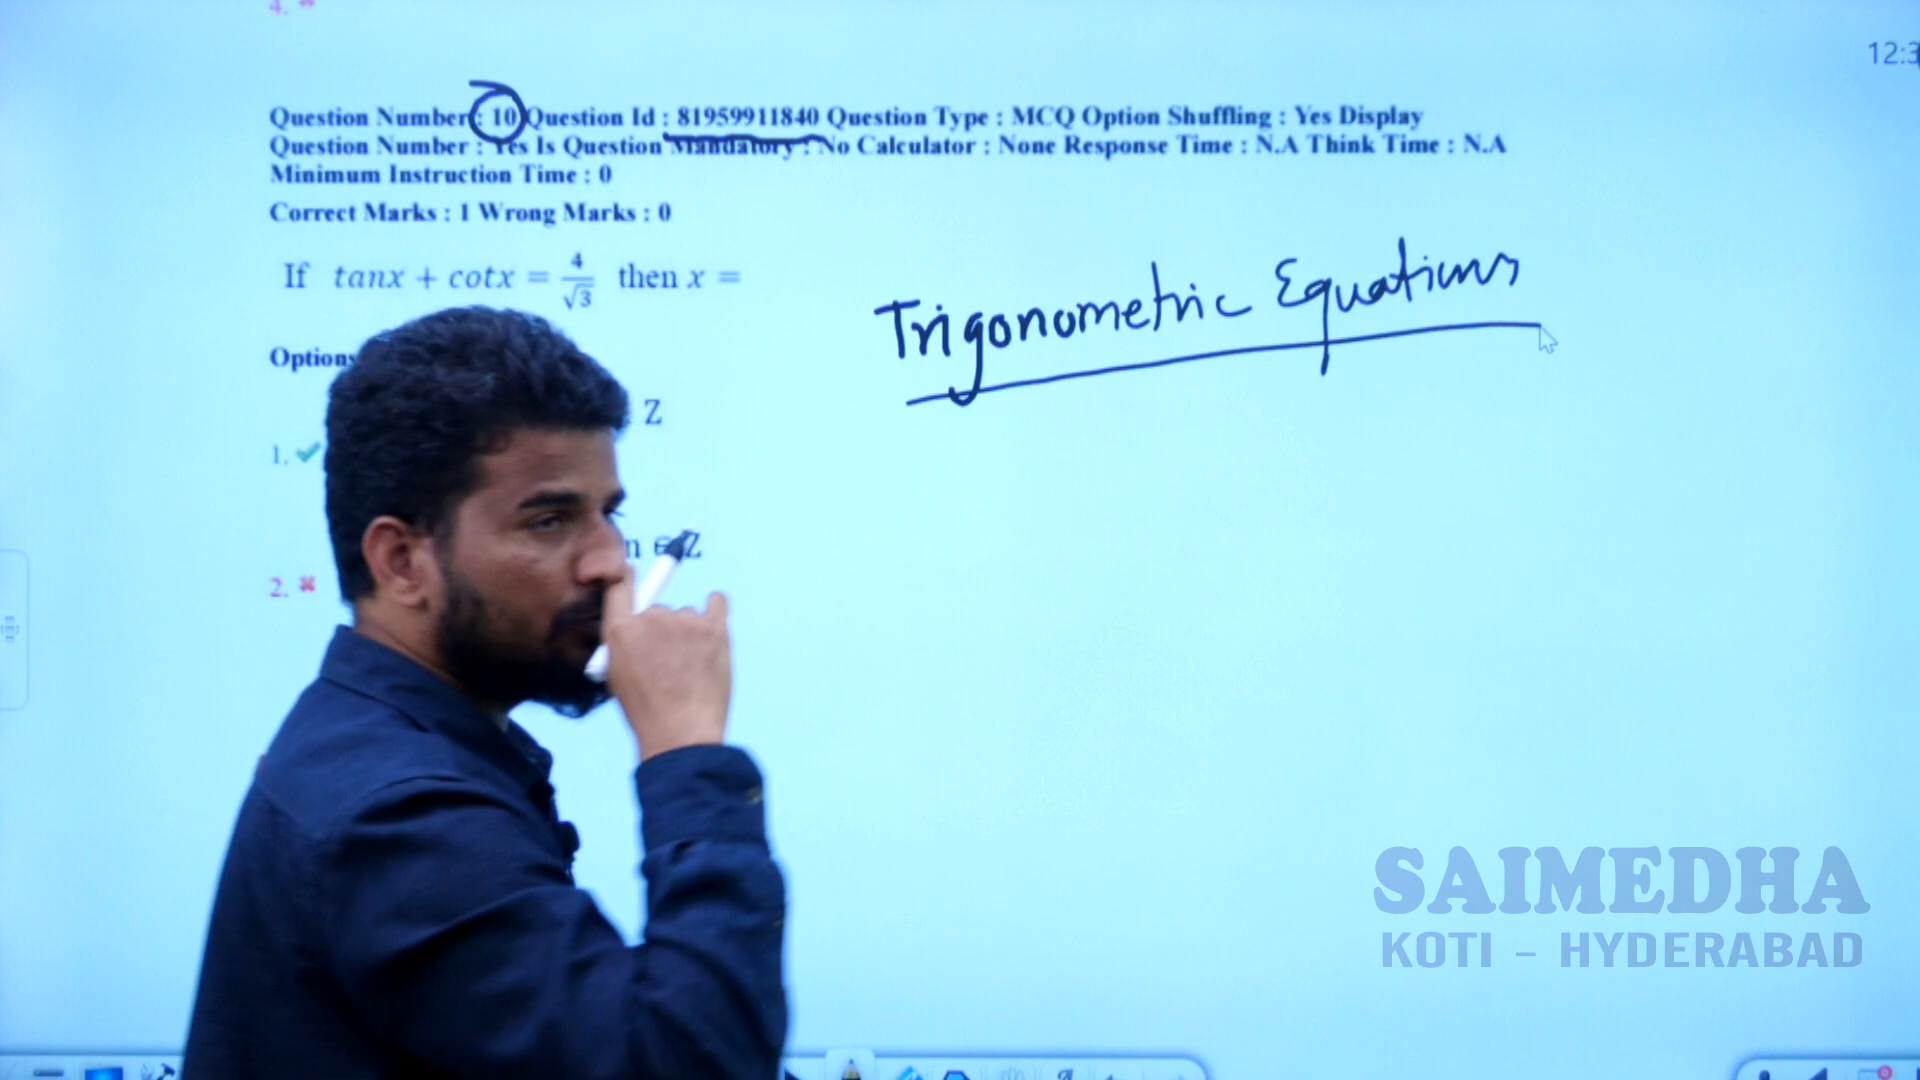 4.
12:3
Question Number : 10 Question Id : 81959911840 Question Type : MCQ Option Shuffling : Yes Display
Question Number : Yes Is Question Mandatory : No Calculator : None Response Time : N.A Think Time : N.A
Minimum Instruction Time : 0
Correct Marks : 1 Wrong Marks : 0
If tanx + cotx = 4/√3 then x =
Trigonometric Equations
Options
Z
1. ✔
n ∈ Z
2. ✖
SAIMEDHA
KOTI – HYDERABAD